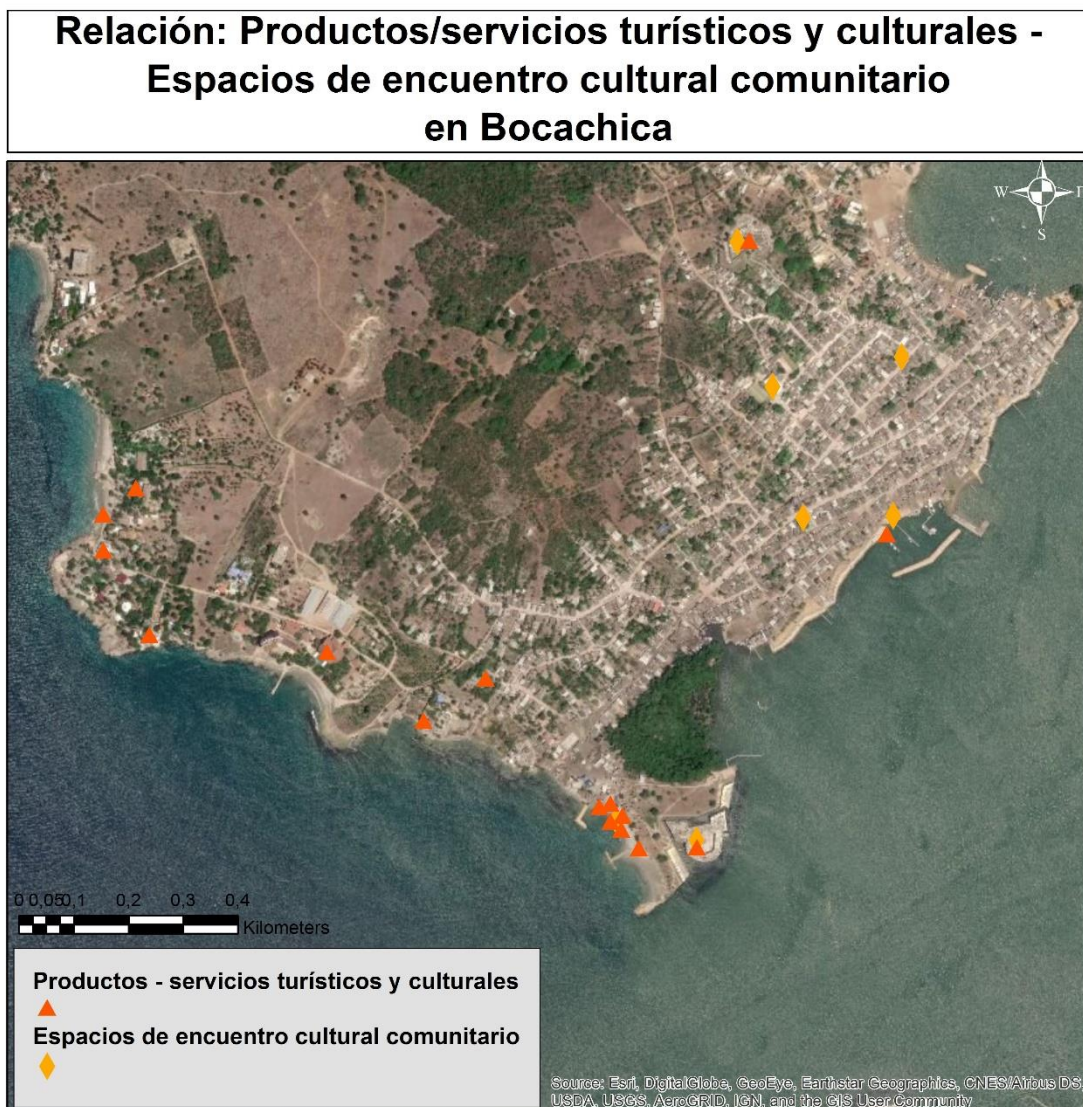 Relación: Productos/servicios turísticos y culturales -
Espacios de encuentro cultural comunitario
en Bocachica
W
S
0 0,050,1 0,2 0,3 0,4
Kilometers
Productos - servicios turísticos y culturales
Espacios de encuentro cultural comunitario
Source: Esri, DigitalGlobe, GeoEye, Earthstar Geographics, CNES/Airbus DS,
USDA, USGS, AeroGRID, IGN, and the GIS User Community